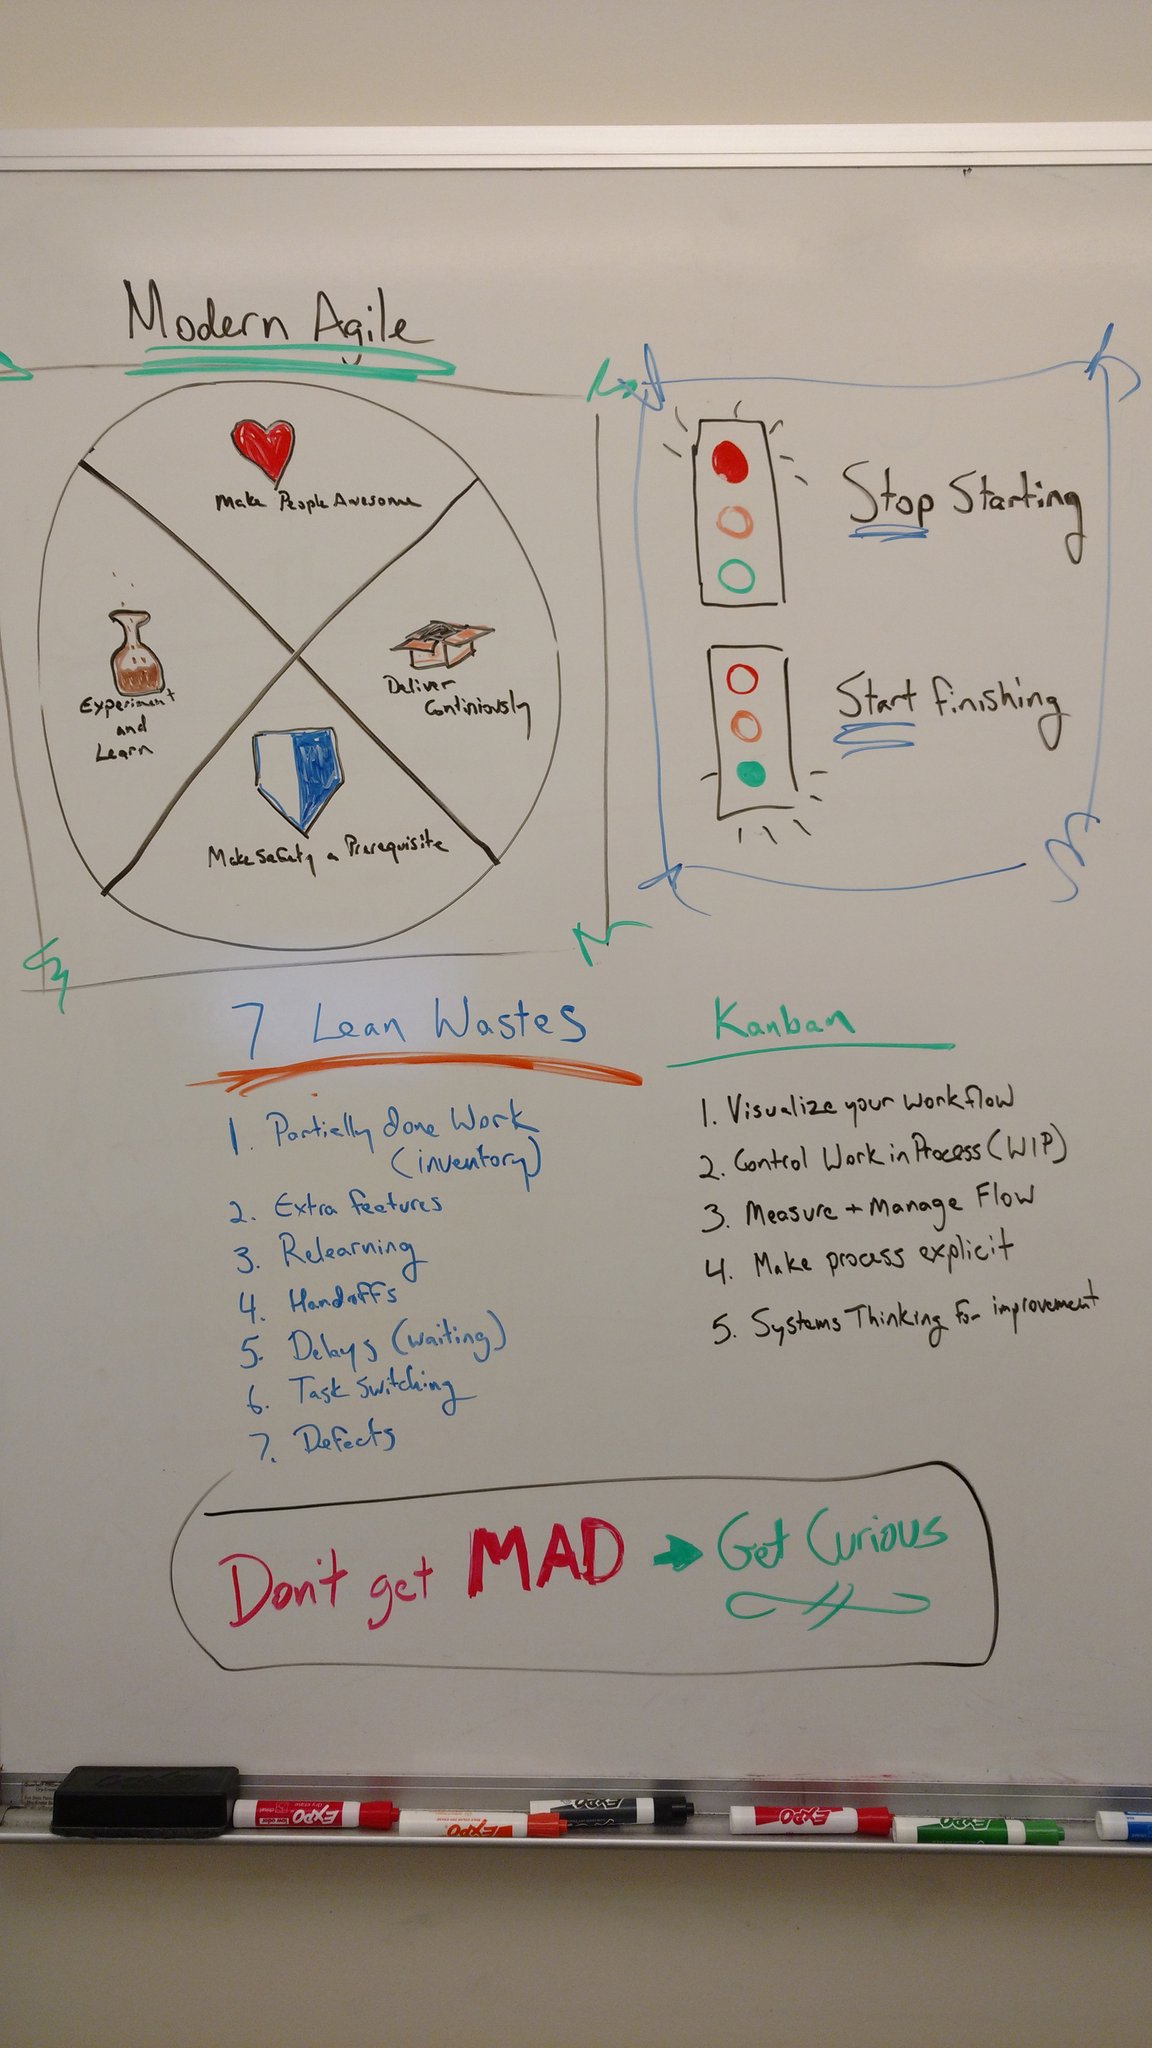 Modern Agile
Make People Awesome
Experiment
and
Learn
Deliver
Continiously
Make Safety a Prerequisite
Stop Starting
Start finishing
7 Lean Wastes
1. Partially done Work
(inventory)
2. Extra features
3. Relearning
4. Handoffs
5. Delays (waiting)
6. Task Switching
7. Defects
Kanban
1. Visualize your workflow
2. Control Work in Process (WIP)
3. Measure + Manage Flow
4. Make process explicit
5. Systems Thinking for improvement
Don't get MAD → Get Curious
EXPO
EXPO
EXPO
EXPO
EXPO